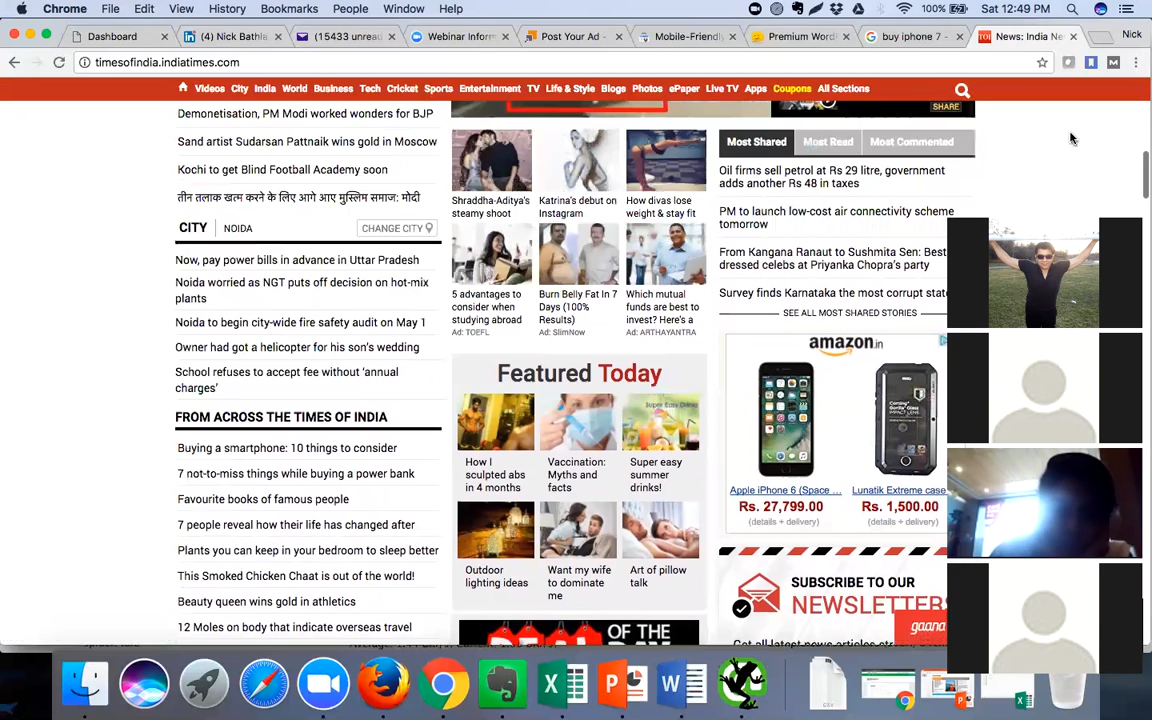 Chrome File Edit View History Bookmarks People Window Help
100% Sat 12:49 PM
Dashboard
(4) Nick Bathla
(15433 unrea
Webinar Inform
Post Your Ad -
Mobile-Friendly
Premium Word
buy iphone 7 -
News: India Ne
Nick
timesofindia.indiatimes.com
Videos City India World Business Tech Cricket Sports Entertainment TV Life & Style Blogs Photos ePaper Live TV Apps Coupons All Sections
Demonetisation, PM Modi worked wonders for BJP
Sand artist Sudarsan Pattnaik wins gold in Moscow
Kochi to get Blind Football Academy soon
तीन तलाक खत्म करने के लिए आगे आए मुस्लिम समाज: मोदी
CITY NOIDA CHANGE CITY
Now, pay power bills in advance in Uttar Pradesh
Noida worried as NGT puts off decision on hot-mix
plants
Noida to begin city-wide fire safety audit on May 1
Owner had got a helicopter for his son's wedding
School refuses to accept fee without 'annual
charges'
FROM ACROSS THE TIMES OF INDIA
Buying a smartphone: 10 things to consider
7 not-to-miss things while buying a power bank
Favourite books of famous people
7 people reveal how their life has changed after
Plants you can keep in your bedroom to sleep better
This Smoked Chicken Chaat is out of the world!
Beauty queen wins gold in athletics
12 Moles on body that indicate overseas travel
Shraddha-Aditya's
steamy shoot
Katrina's debut on
Instagram
How divas lose
weight & stay fit
5 advantages to
consider when
studying abroad
Ad: TOEFL
Burn Belly Fat In 7
Days (100%
Results)
Ad: SlimNow
Which mutual
funds are best to
invest? Here's a
Ad: ARTHAYANTRA
Featured Today
How I
sculpted abs
in 4 months
Vaccination:
Myths and
facts
Super easy
summer
drinks!
Outdoor
lighting ideas
Want my wife
to dominate
me
Art of pillow
talk
OF THE
DAY
SHARE
Most Shared Most Read Most Commented
Oil firms sell petrol at Rs 29 litre, government
adds another Rs 48 in taxes
PM to launch low-cost air connectivity scheme
tomorrow
From Kangana Ranaut to Sushmita Sen: Best
dressed celebs at Priyanka Chopra's party
Survey finds Karnataka the most corrupt stat
SEE ALL MOST SHARED STORIES
amazon.in
Apple iPhone 6 (Space ...
Rs. 27,799.00
(details + delivery)
Lunatik Extreme case
Rs. 1,500.00
(details + delivery)
SUBSCRIBE TO OUR
NEWSLETTERS
gaana